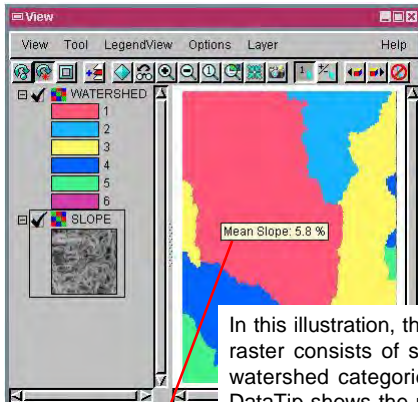 View
View Tool LegendView Options Layer Help
WATERSHED
1
2
3
4
5
6
SLOPE
Mean Slope: 5.8 %
In this illustration, th
raster consists of s
watershed categorie
DataTip shows the